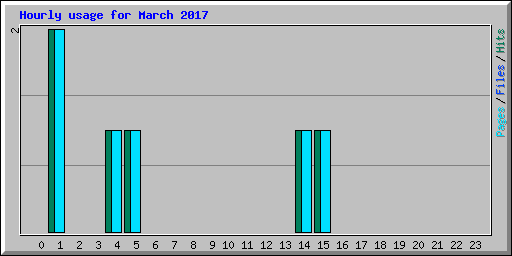 Hourly usage for March 2017
2
Pages/Files/Hits
0 1 2 3 4 5 6 7 8 9 10 11 12 13 14 15 16 17 18 19 20 21 22 23